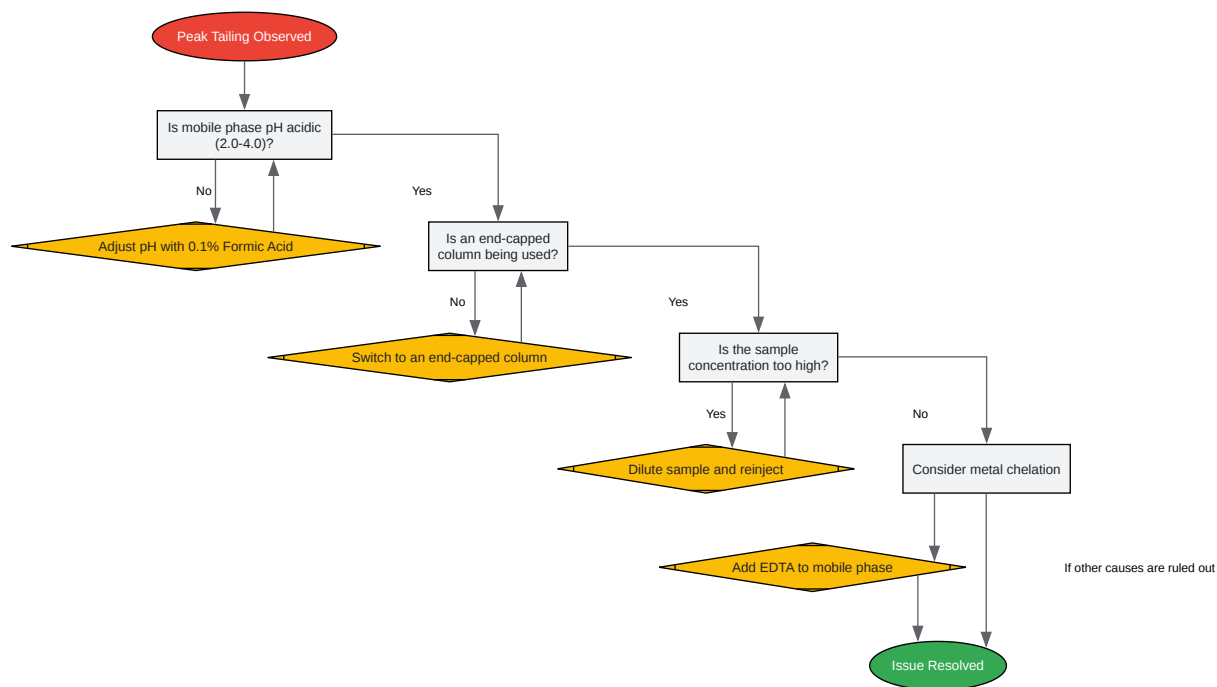 Peak Tailing Observed
Is mobile phase pH acidic
(2.0-4.0)?
No
Yes
Adjust pH with 0.1% Formic Acid
Is an end-capped
column being used?
No
Yes
Switch to an end-capped column
Is the sample
concentration too high?
Yes
No
Dilute sample and reinject
Consider metal chelation
Add EDTA to mobile phase
If other causes are ruled out
Issue Resolved